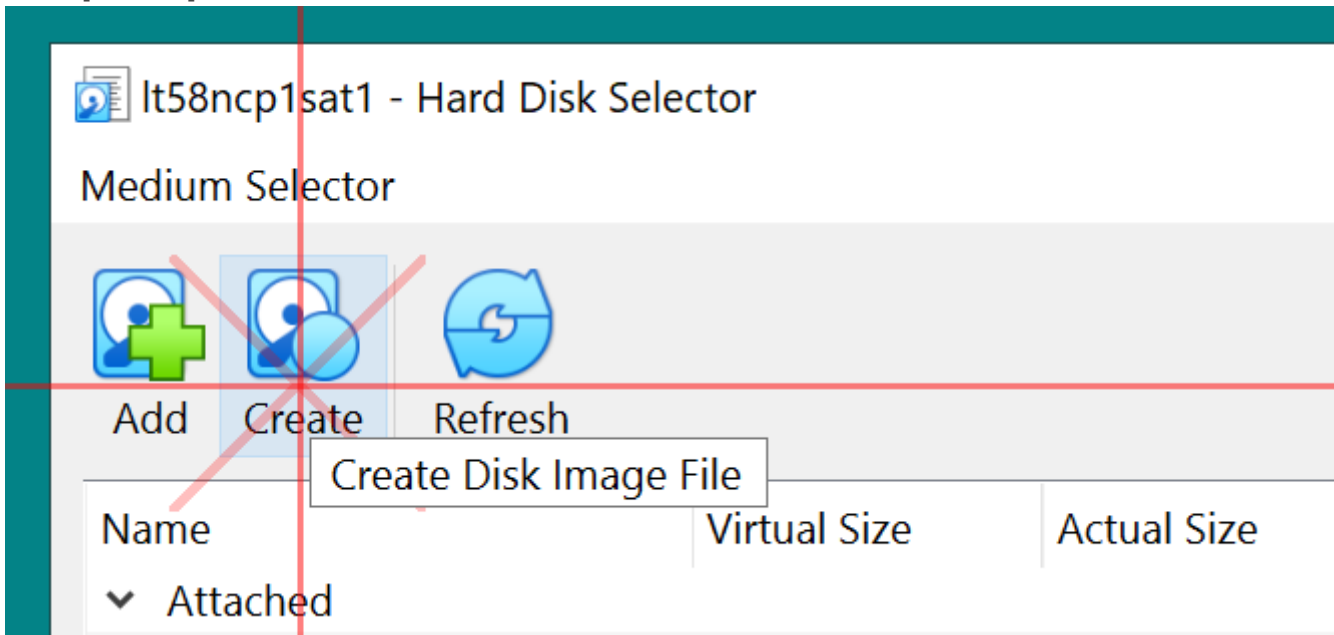 lt58ncp1sat1 - Hard Disk Selector
Medium Selector
Add Create Refresh
Create Disk Image File
Name Virtual Size Actual Size
Attached